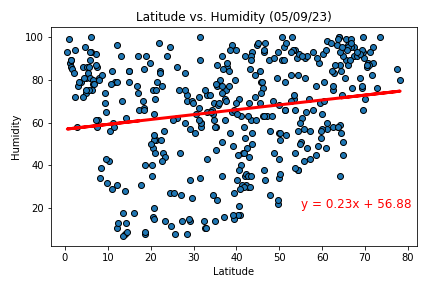 Latitude vs. Humidity (05/09/23)
100
80
60
40
20
Humidity
y = 0.23x + 56.88
0 10 20 30 40 50 60 70 80
Latitude